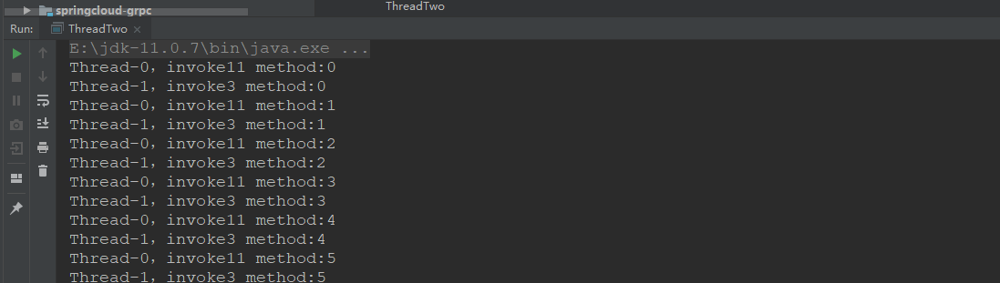 springcloud-grpc
ThreadTwo
Run: ThreadTwo
E:\jdk-11.0.7\bin\java.exe ...
Thread-0，invoke11 method:0
Thread-1，invoke3 method:0
Thread-0，invoke11 method:1
Thread-1，invoke3 method:1
Thread-0，invoke11 method:2
Thread-1，invoke3 method:2
Thread-0，invoke11 method:3
Thread-1，invoke3 method:3
Thread-0，invoke11 method:4
Thread-1，invoke3 method:4
Thread-0，invoke11 method:5
Thread-1，invoke3 method:5